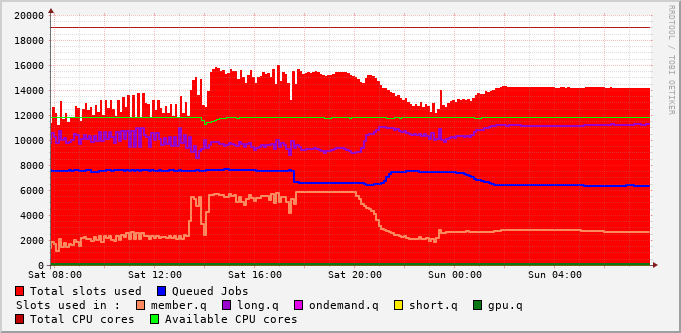 20000
18000
16000
14000
12000
10000
8000
6000
4000
2000
0
Sat 08:00 Sat 12:00 Sat 16:00 Sat 20:00 Sun 00:00 Sun 04:00
RRDTOOL / TOBI OETIKER
Total slots used Queued Jobs
Slots used in : member.q long.q ondemand.q short.q gpu.q
Total CPU cores Available CPU cores